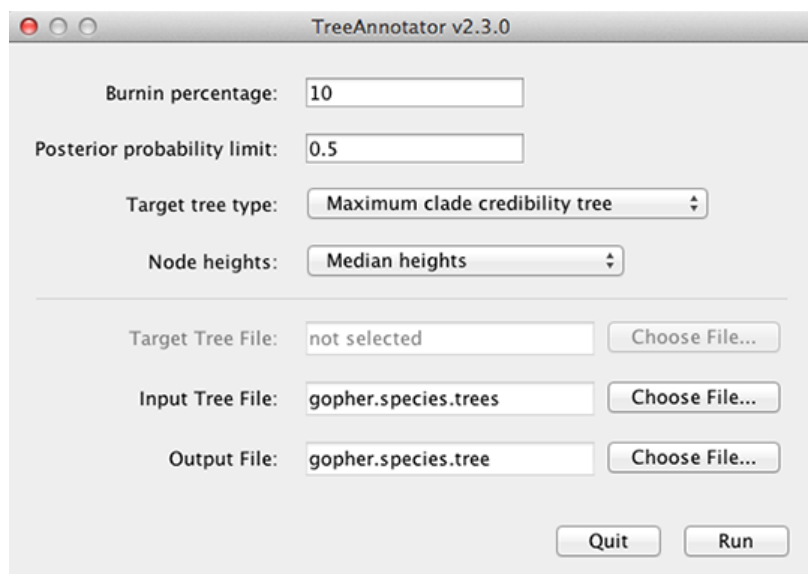 TreeAnnotator v2.3.0
Burnin percentage: 10
Posterior probability limit: 0.5
Target tree type: Maximum clade credibility tree
Node heights: Median heights
Target Tree File: not selected Choose File...
Input Tree File: gopher.species.trees Choose File...
Output File: gopher.species.tree Choose File...
Quit Run